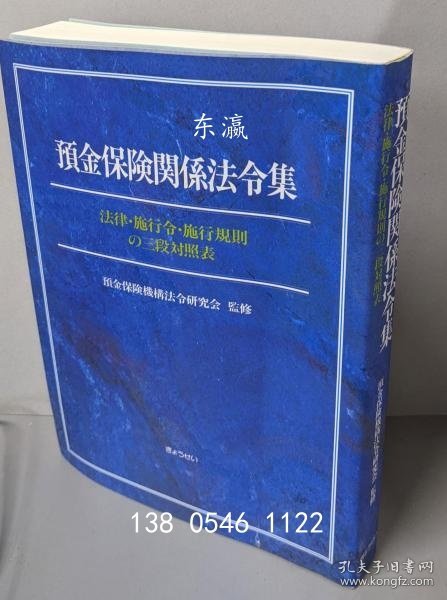 东瀛
預金保険関係法令集
法律・施行令・施行規則
の三段対照表
預金保険機構法令研究会 監修
ぎょうせい
預金保険関係法令集
法律・施行令・施行規則の三段対照表
138 0546 1122
孔夫子旧书网
www.kongfz.com